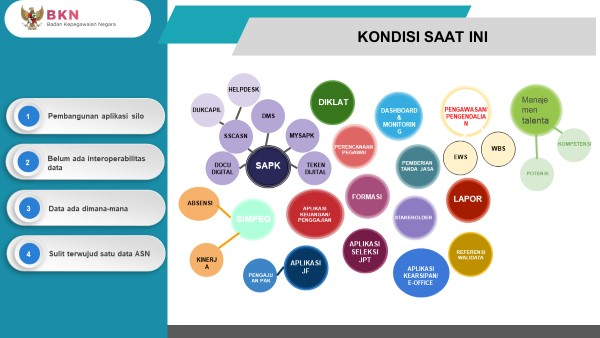 BKN
Badan Kepegawaian Negara
KONDISI SAAT INI
1
Pembangunan aplikasi silo
2
Belum ada interoperabilitas
data
3
Data ada dimana-mana
4
Sulit terwujud satu data ASN
HELPDESK
DUKCAPIL
DMS
SSCASN
MYSAPK
DOCU
DIGITAL
SAPK
TEKEN
DIJITAL
DIKLAT
DASHBOARD
&
MONITORIN
G
PENGAWASAN/
PENGENDALIA
N
Manaje
men
talenta
PERENCANAAN
PEGAWAI
PEMBERIAN
TANDA JASA
EWS
WBS
KOMPETENSI
POTENSI
ABSENSI
SIMPEG
KINERJ
A
APLIKASI
KEUANGAN/
PENGGAJIAN
FORMASI
STAKEHOLDER
LAPOR
PENGAJU
AN PAK
APLIKASI
JF
APLIKASI
SELEKSI
JPT
APLIKASI
KEARSIPAN/
E-OFFICE
REFERENSI
WALIDATA